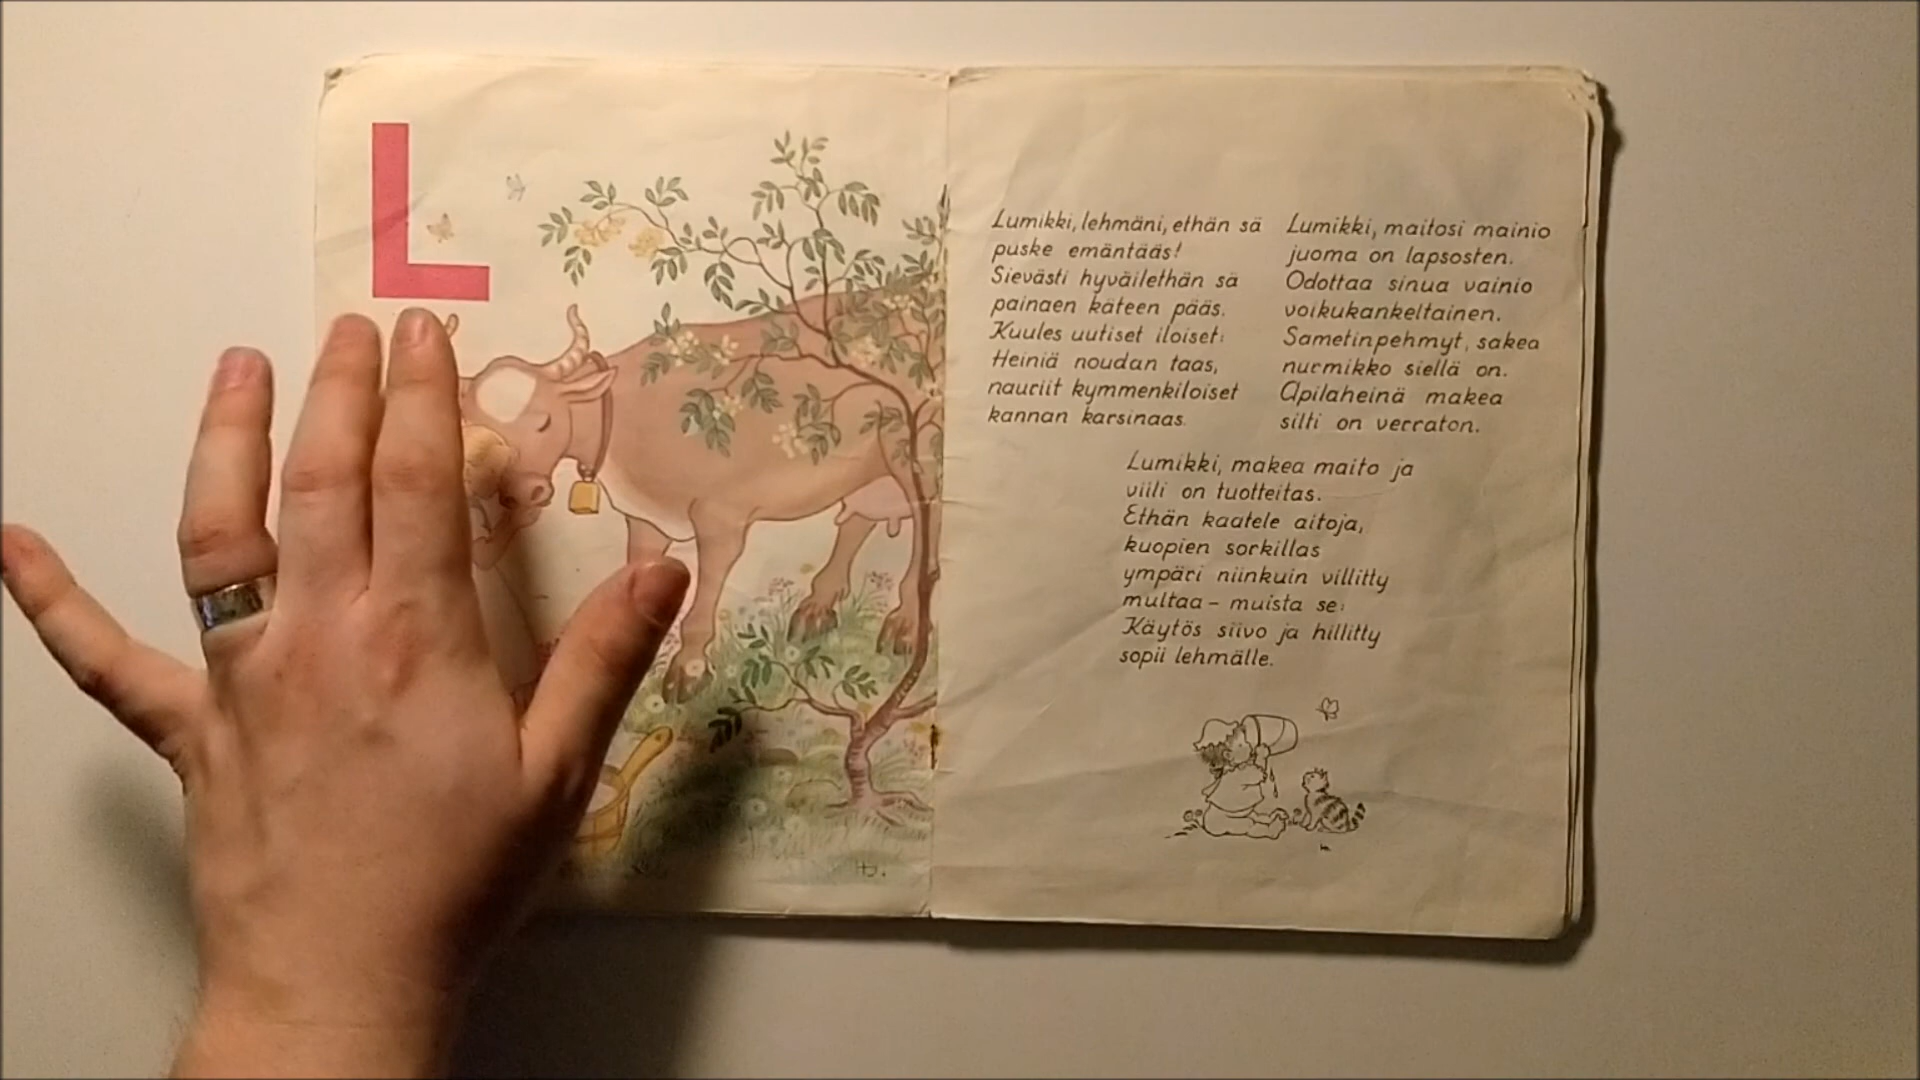 L
Lumikki, lehmäni, ethän sä
puske emäntääs!
Sievästi hyväilethän sä
painaen käteen pääs.
Kuules uutiset iloiset:
Heiniä noudan taas,
nauriit kymmenkiloiset
kannan karsinaas.
Lumikki, maitosi mainio
juoma on lapsosten.
Odottaa sinua vainio
voikukankeltainen.
Sametinpehmyt, sakea
nurmikko siellä on.
Apilaheinä makea
silti on verraton.
Lumikki, makea maito ja
viili on tuotteitas.
Ethän kaatele aitoja,
kuopien sorkillas
ympäri niinkuin villitty
multaa – muista se:
Käytös siivo ja hillitty
sopii lehmälle.